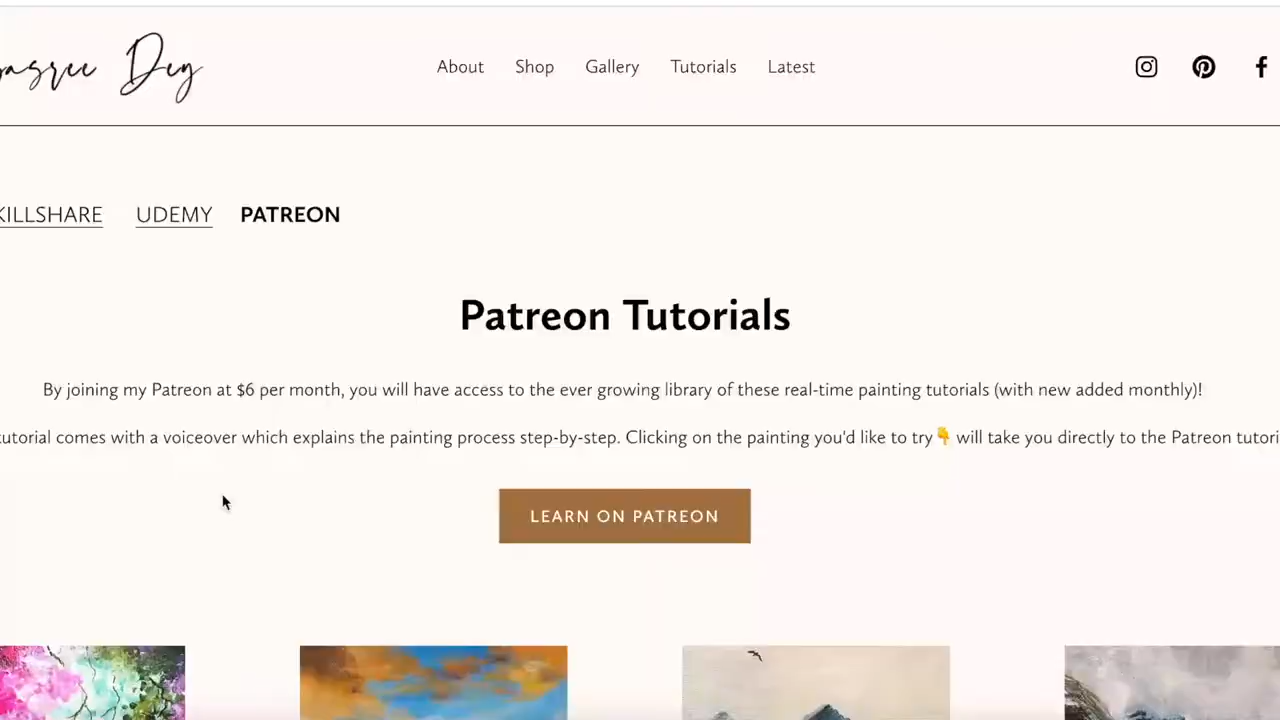 Dey
About Shop Gallery Tutorials Latest
KILLSHARE UDEMY PATREON
Patreon Tutorials
By joining my Patreon at $6 per month, you will have access to the ever growing library of these real-time painting tutorials (with new added monthly)!
tutorial comes with a voiceover which explains the painting process step-by-step. Clicking on the painting you'd like to try👇 will take you directly to the Patreon tutori
LEARN ON PATREON